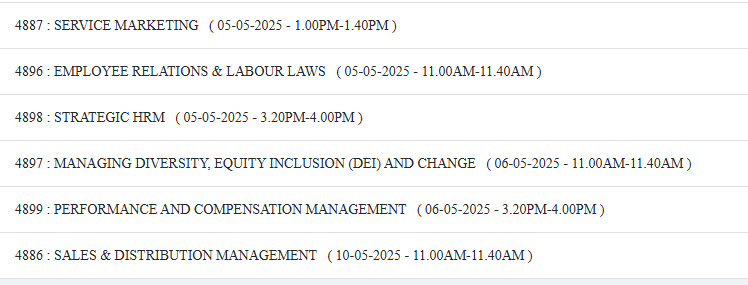 4887 : SERVICE MARKETING ( 05-05-2025 - 1.00PM-1.40PM )
4896 : EMPLOYEE RELATIONS & LABOUR LAWS ( 05-05-2025 - 11.00AM-11.40AM )
4898 : STRATEGIC HRM ( 05-05-2025 - 3.20PM-4.00PM )
4897 : MANAGING DIVERSITY, EQUITY INCLUSION (DEI) AND CHANGE ( 06-05-2025 - 11.00AM-11.40AM )
4899 : PERFORMANCE AND COMPENSATION MANAGEMENT ( 06-05-2025 - 3.20PM-4.00PM )
4886 : SALES & DISTRIBUTION MANAGEMENT ( 10-05-2025 - 11.00AM-11.40AM )